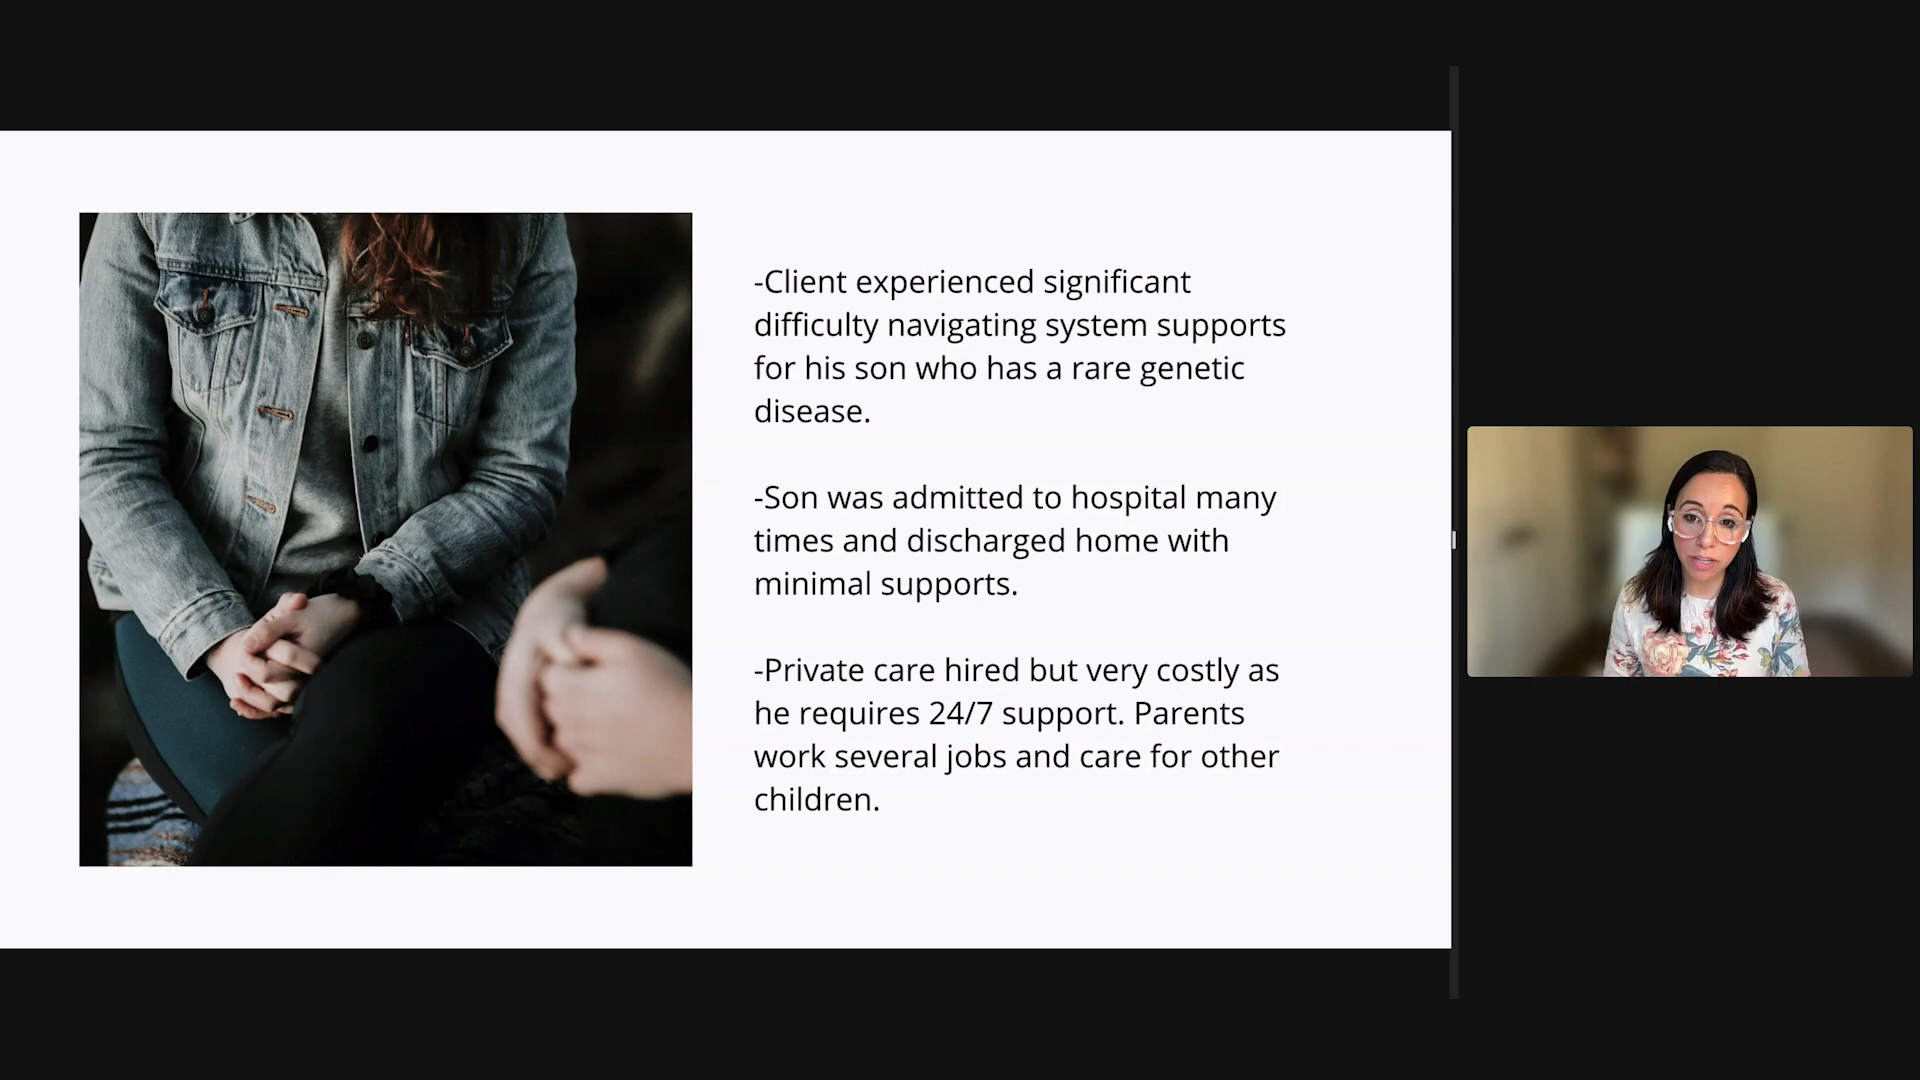 -Client experienced significant
difficulty navigating system supports
for his son who has a rare genetic
disease.
-Son was admitted to hospital many
times and discharged home with
minimal supports.
-Private care hired but very costly as
he requires 24/7 support. Parents
work several jobs and care for other
children.